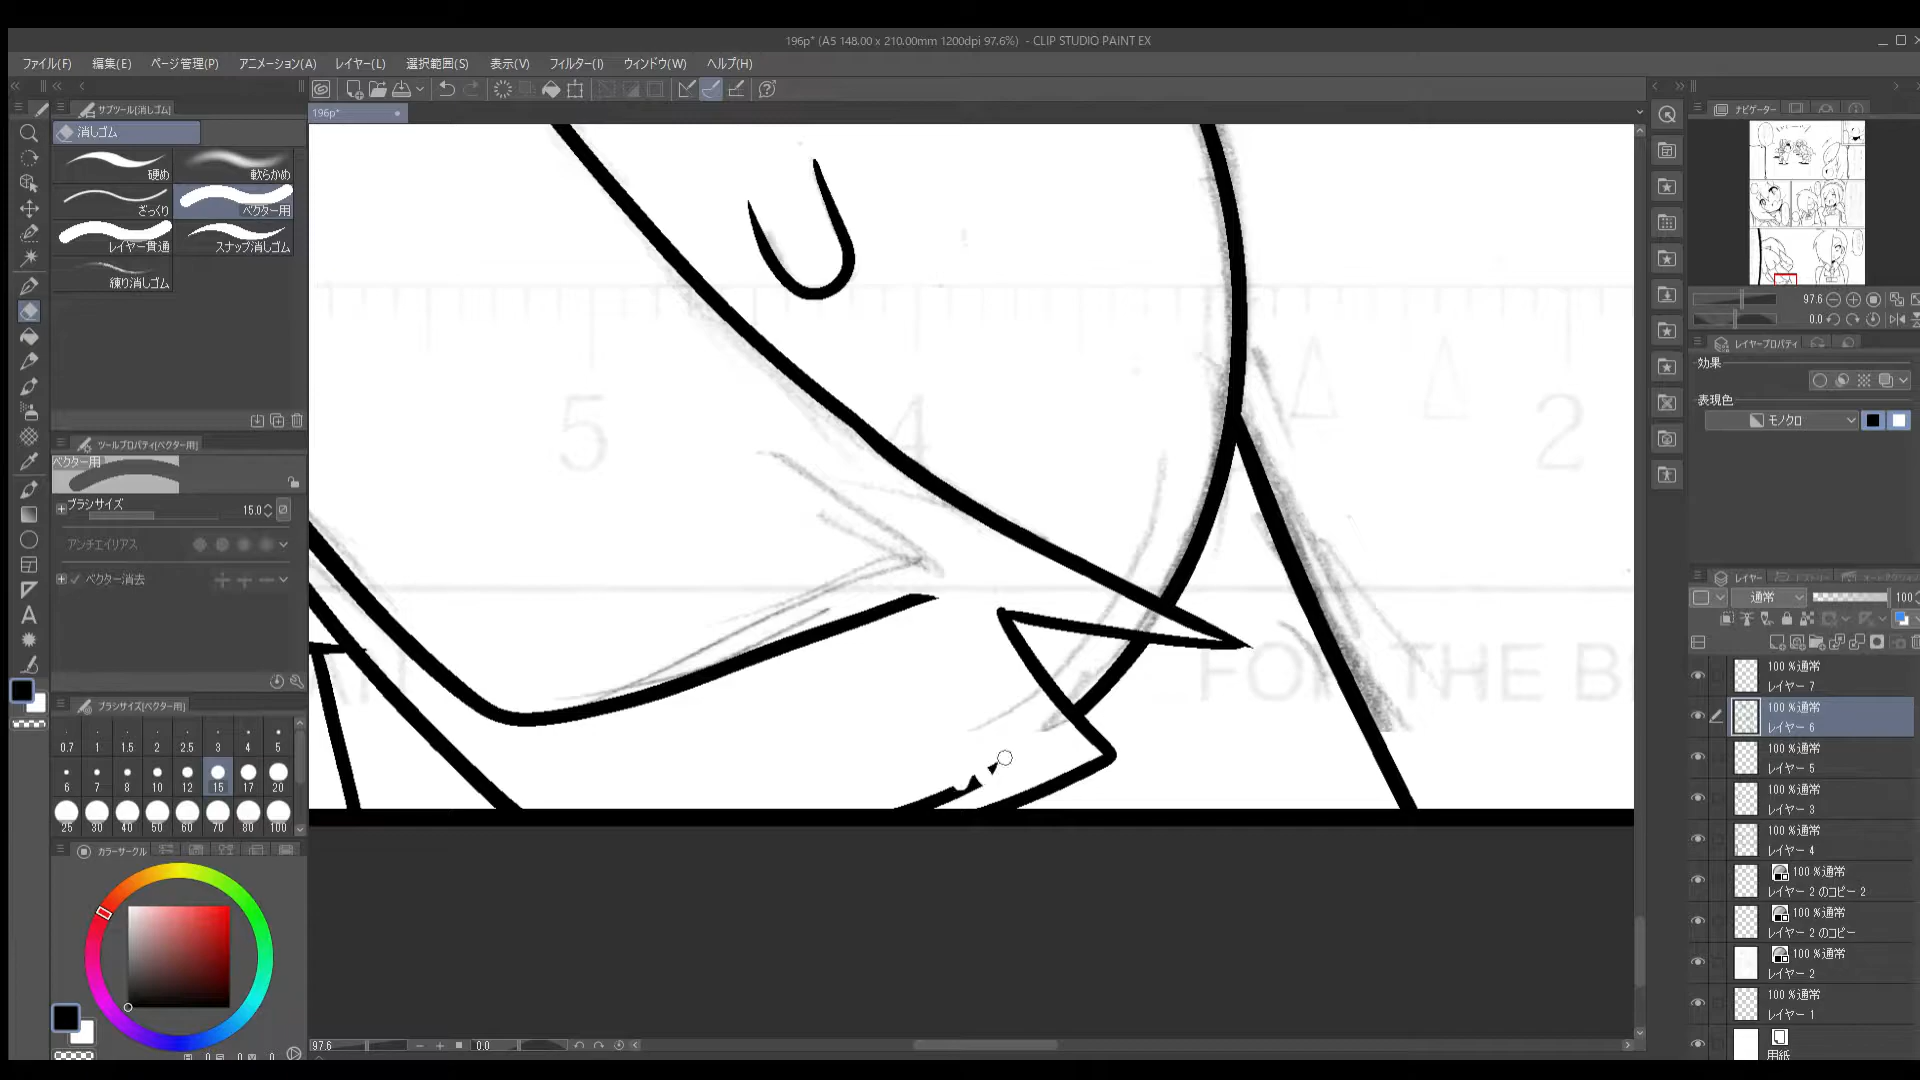 196p* (A5 148.00 x 210.00mm 1200dpi 97.6%) - CLIP STUDIO PAINT EX
ファイル(F) 編集(E) ページ管理(P) アニメーション(A) レイヤー(L) 選択範囲(S) 表示(V) フィルター(I) ウィンドウ(W) ヘルプ(H)
サブツール[消しゴム]
消しゴム
硬め
軟らかめ
ざっくり
ベクター用
レイヤー貫通
スナップ消しゴム
練り消しゴム
ツールプロパティ[ベクター用]
ベクター用
ブラシサイズ 15.0
アンチエイリアス
ベクター消去
ブラシサイズ[ベクター用]
0.7 1 1.5 2 2.5 3 4 5
6 7 8 10 12 15 17 20
25 30 40 50 60 70 80 100
カラーサークル
196p*
5 4 2
FOR THE B
97.6
0.0
ナビゲーター
97.6
0.0
レイヤープロパティ
効果
表現色
モノクロ
レイヤー
通常 100
100 %通常
レイヤー 7
100 %通常
レイヤー 6
100 %通常
レイヤー 5
100 %通常
レイヤー 3
100 %通常
レイヤー 4
100 %通常
レイヤー 2 のコピー 2
100 %通常
レイヤー 2 のコピー
100 %通常
レイヤー 2
100 %通常
レイヤー 1
用紙